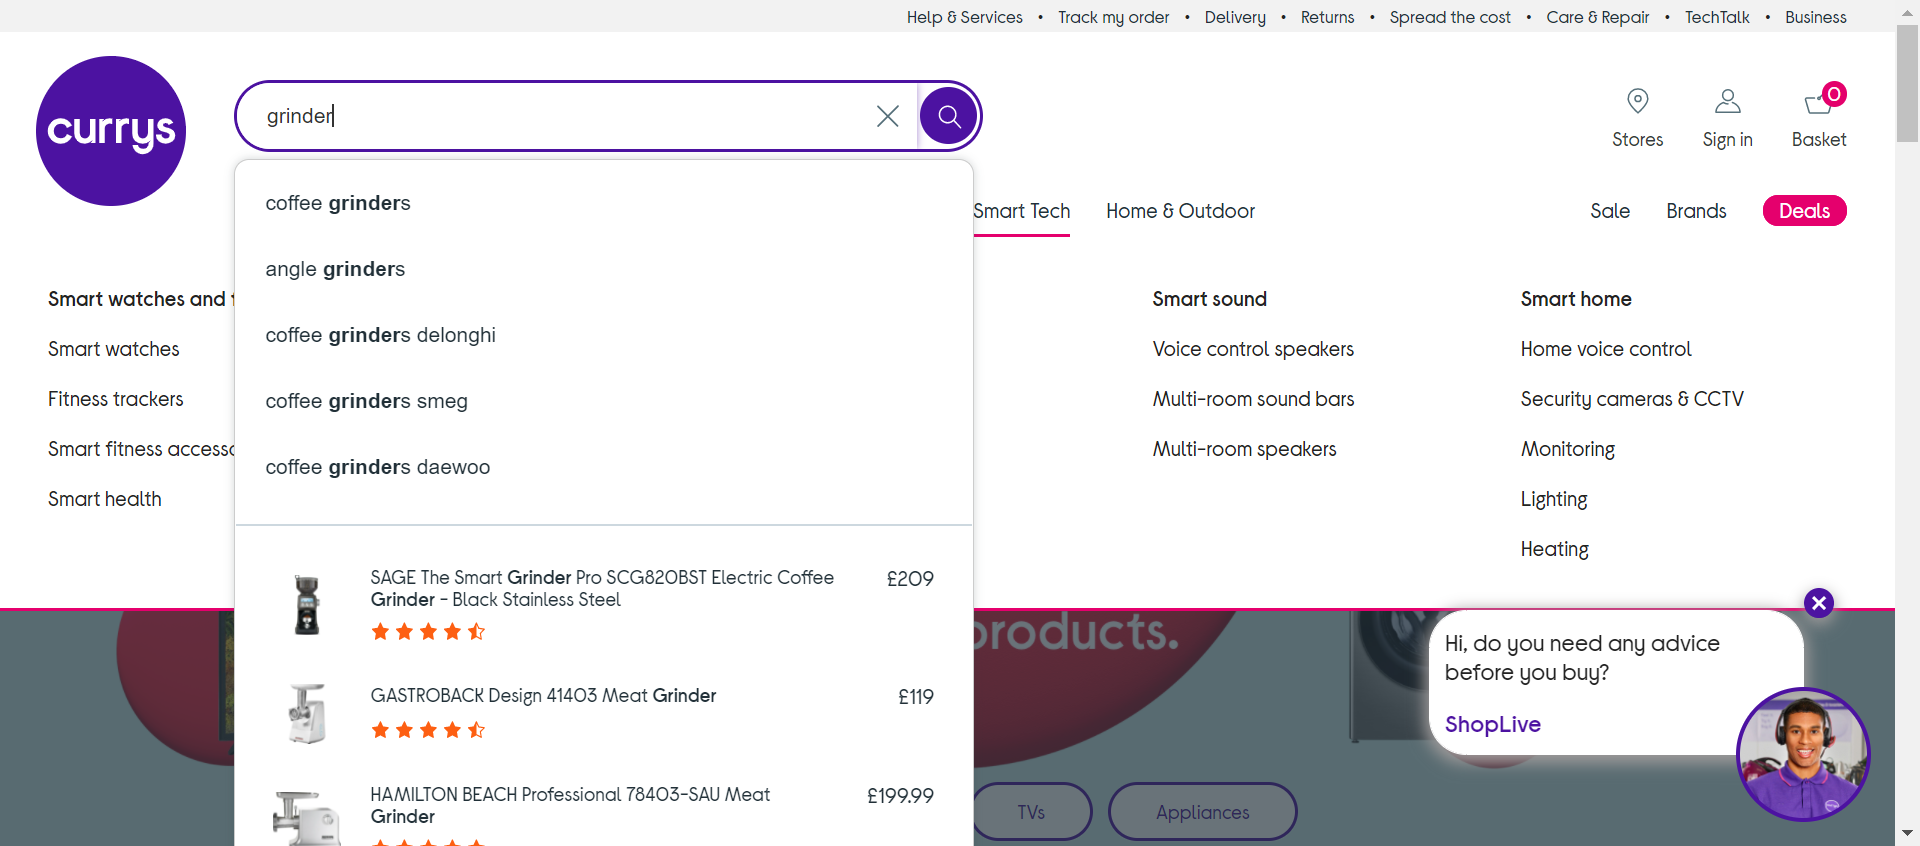 Help & Services • Track my order • Delivery • Returns • Spread the cost • Care & Repair • TechTalk • Business
currys
grinder
Stores
Sign in
0
Basket
Smart Tech
Home & Outdoor
Sale
Brands
Deals
coffee grinders
angle grinders
coffee grinders delonghi
coffee grinders smeg
coffee grinders daewoo
Smart watches and
Smart watches
Fitness trackers
Smart fitness accesso
Smart health
Smart sound
Voice control speakers
Multi-room sound bars
Multi-room speakers
Smart home
Home voice control
Security cameras & CCTV
Monitoring
Lighting
Heating
SAGE The Smart Grinder Pro SCG820BST Electric Coffee
Grinder - Black Stainless Steel
£209
GASTROBACK Design 41403 Meat Grinder
£119
HAMILTON BEACH Professional 78403-SAU Meat
Grinder
£199.99
products.
TVs
Appliances
Hi, do you need any advice
before you buy?
ShopLive